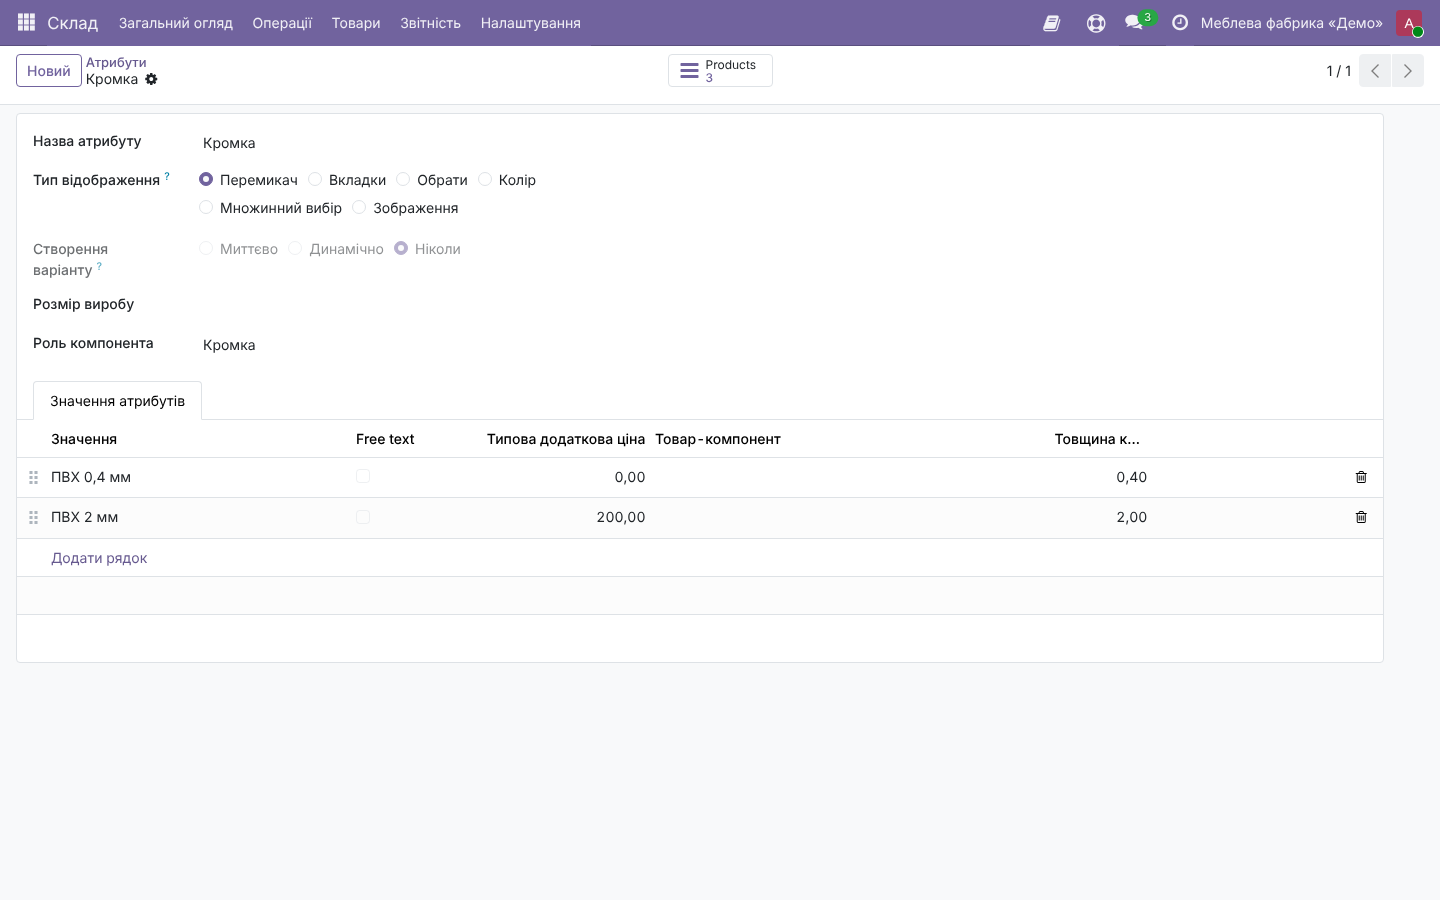 Склад Загальний огляд Операції Товари Звітність Налаштування 3 Меблева фабрика «Демо» A
Новий Атрибути
Кромка
Products
3
1 / 1
Назва атрибуту Кромка
Тип відображення ? Перемикач Вкладки Обрати Колір
Множинний вибір Зображення
Створення варіанту ? Миттєво Динамічно Ніколи
Розмір виробу
Роль компонента Кромка
Значення атрибутів
Значення Free text Типова додаткова ціна Товар-компонент Товщина к...
ПВХ 0,4 мм 0,00 0,40
ПВХ 2 мм 200,00 2,00
Додати рядок